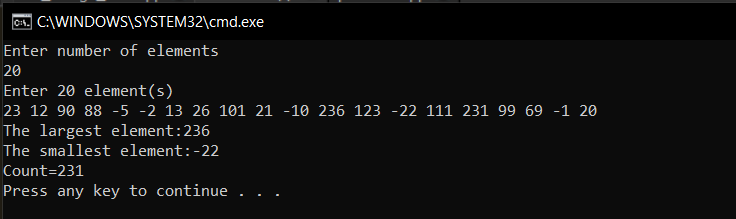 C:\WINDOWS\SYSTEM32\cmd.exe
Enter number of elements
20
Enter 20 element(s)
23 12 90 88 -5 -2 13 26 101 21 -10 236 123 -22 111 231 99 69 -1 20
The largest element:236
The smallest element:-22
Count=231
Press any key to continue . . .